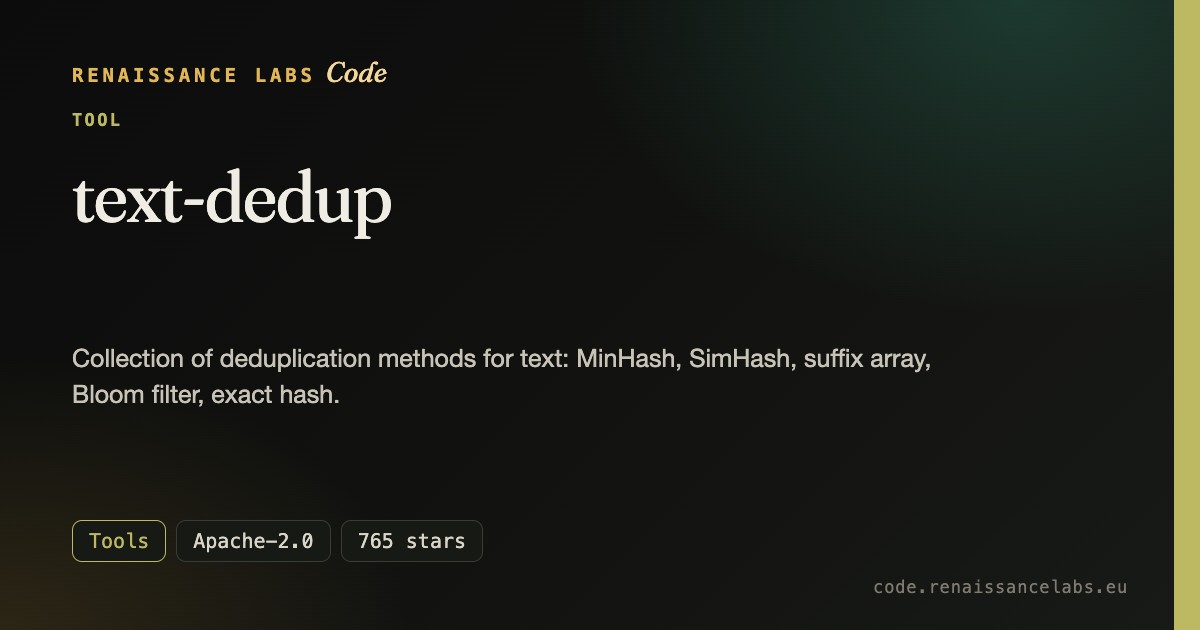 RENAISSANCE LABS Code
TOOL
text-dedup
Collection of deduplication methods for text: MinHash, SimHash, suffix array,
Bloom filter, exact hash.
Tools Apache-2.0 765 stars
code.renaissancelabs.eu